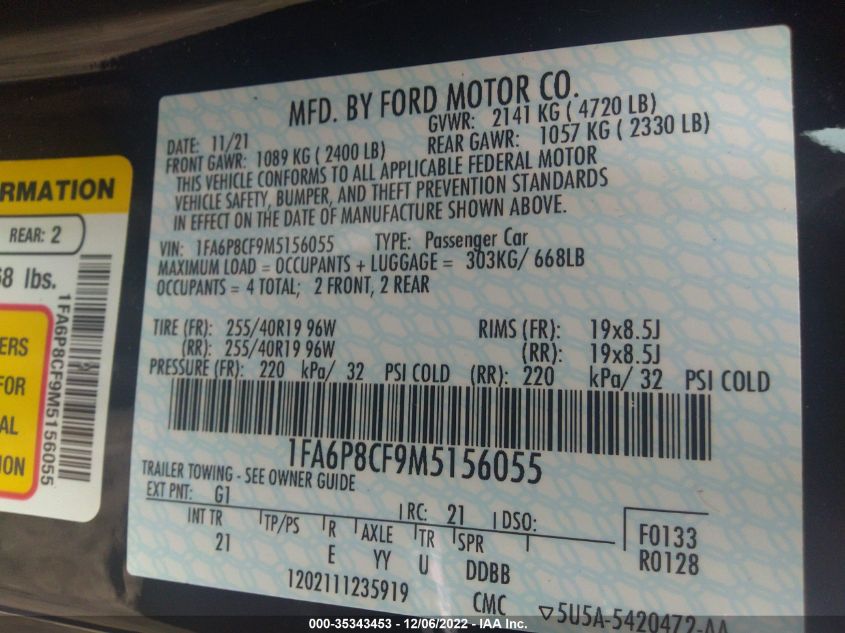 MFD. BY FORD MOTOR CO.
DATE: 11/21 GVWR: 2141 KG ( 4720 LB)
FRONT GAWR: 1089 KG ( 2400 LB) REAR GAWR: 1057 KG ( 2330 LB)
THIS VEHICLE CONFORMS TO ALL APPLICABLE FEDERAL MOTOR
VEHICLE SAFETY, BUMPER, AND THEFT PREVENTION STANDARDS
IN EFFECT ON THE DATE OF MANUFACTURE SHOWN ABOVE.
VIN: 1FA6P8CF9M5156055 TYPE: Passenger Car
MAXIMUM LOAD = OCCUPANTS + LUGGAGE = 303KG/ 668LB
OCCUPANTS = 4 TOTAL; 2 FRONT, 2 REAR
TIRE (FR): 255/40R19 96W RIMS (FR): 19x8.5J
(RR): 255/40R19 96W (RR): 19x8.5J
PRESSURE (FR): 220 kPa/ 32 PSI COLD (RR): 220 kPa/ 32 PSI COLD
1FA6P8CF9M5156055
TRAILER TOWING - SEE OWNER GUIDE
EXT PNT: G1 RC: 21 DSO:
INT TR TP/PS R AXLE TR SPR
21 E YY U DDBB
F0133
R0128
1202111235919 CMC 5U5A-5420472-AA
RMATION
REAR: 2
8 lbs.
ERS
FOR
AL
ION
1FA6P8CF9M5156055
000-35343453 - 12/06/2022 - © IAA Inc.